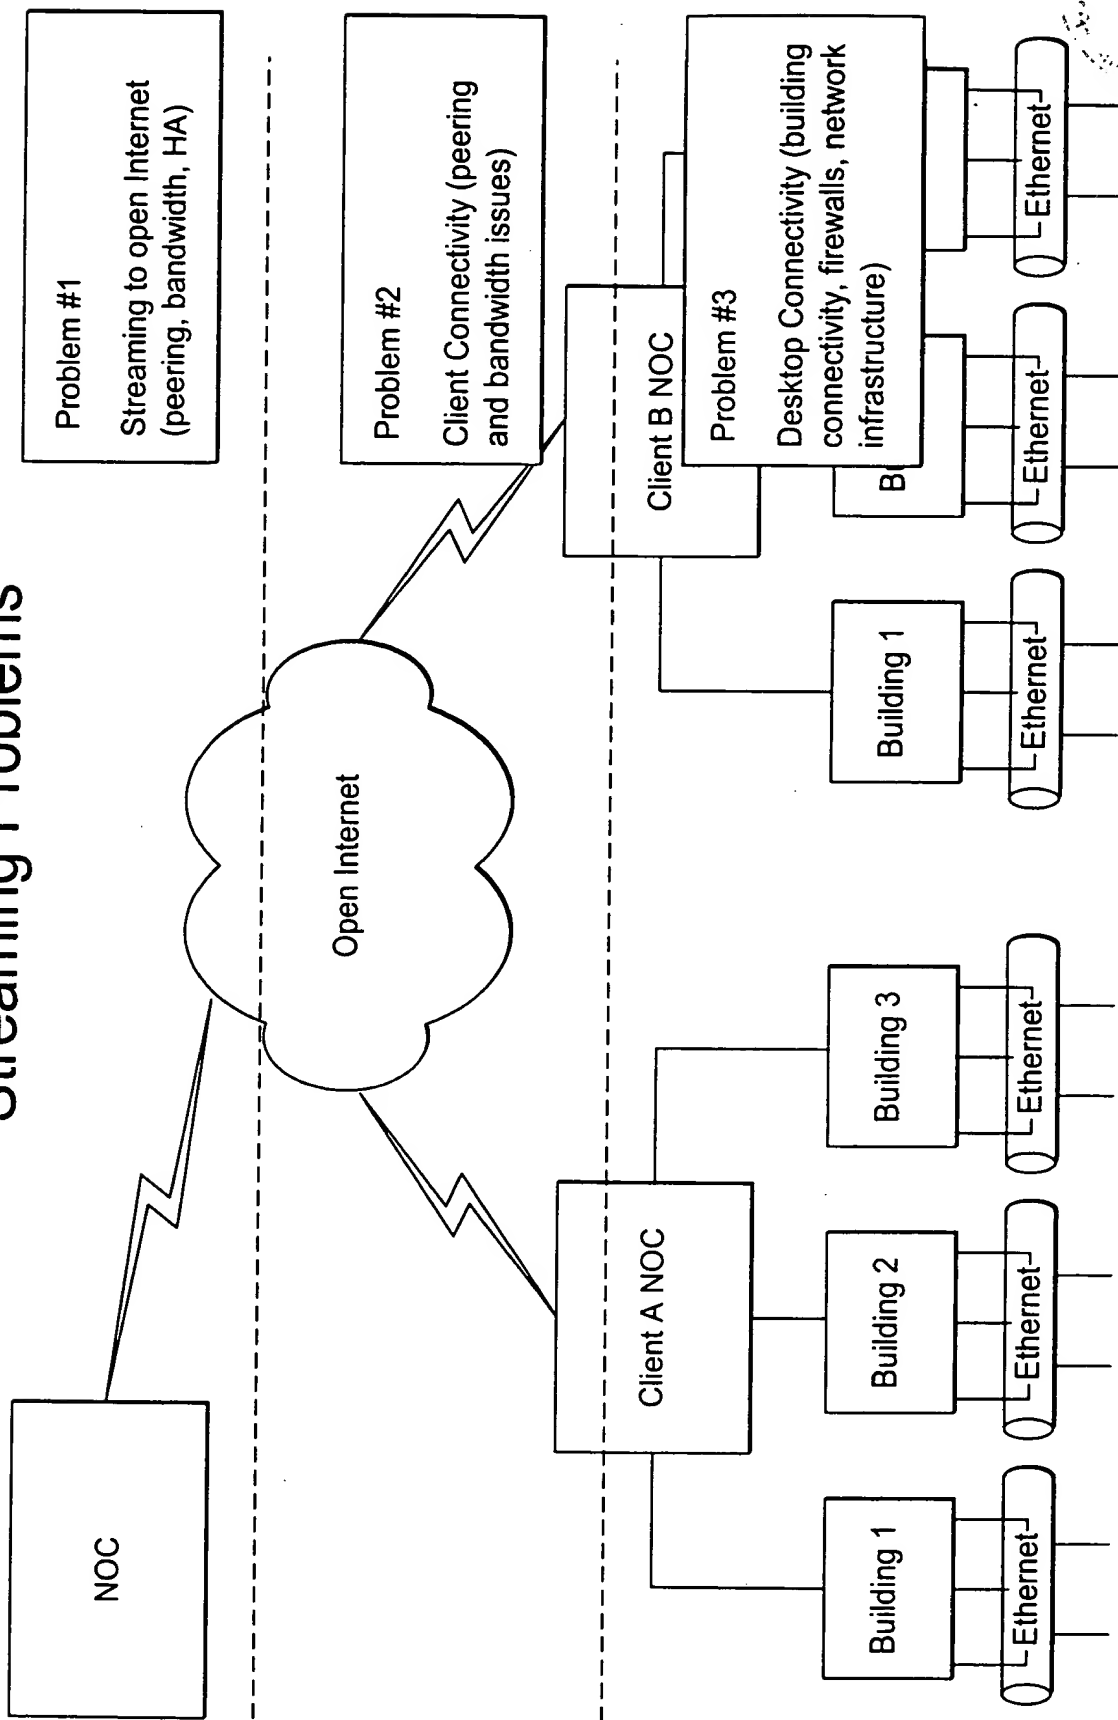 Streaming Problems
NOC
Problem #1
Streaming to open Internet
(peering, bandwidth, HA)
Open Internet
Problem #2
Client Connectivity (peering
and bandwidth issues)
Client A NOC
Client B NOC
Problem #3
Desktop Connectivity (building
connectivity, firewalls, network
infrastructure)
Building 1
Building 2
Building 3
Building 1
Ethernet
Ethernet
Ethernet
Ethernet
Ethernet
Ethernet